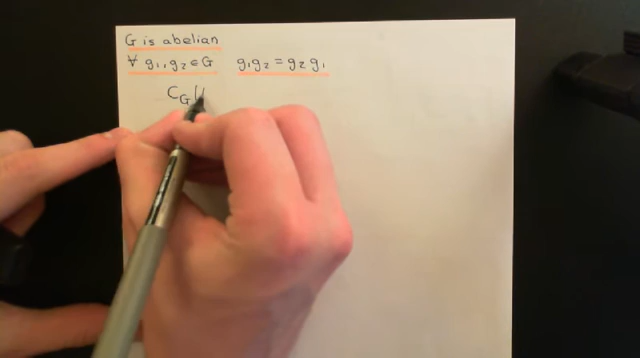 G is abelian
∀ g₁, g₂ ∈ G g₁g₂ = g₂g₁
C_G